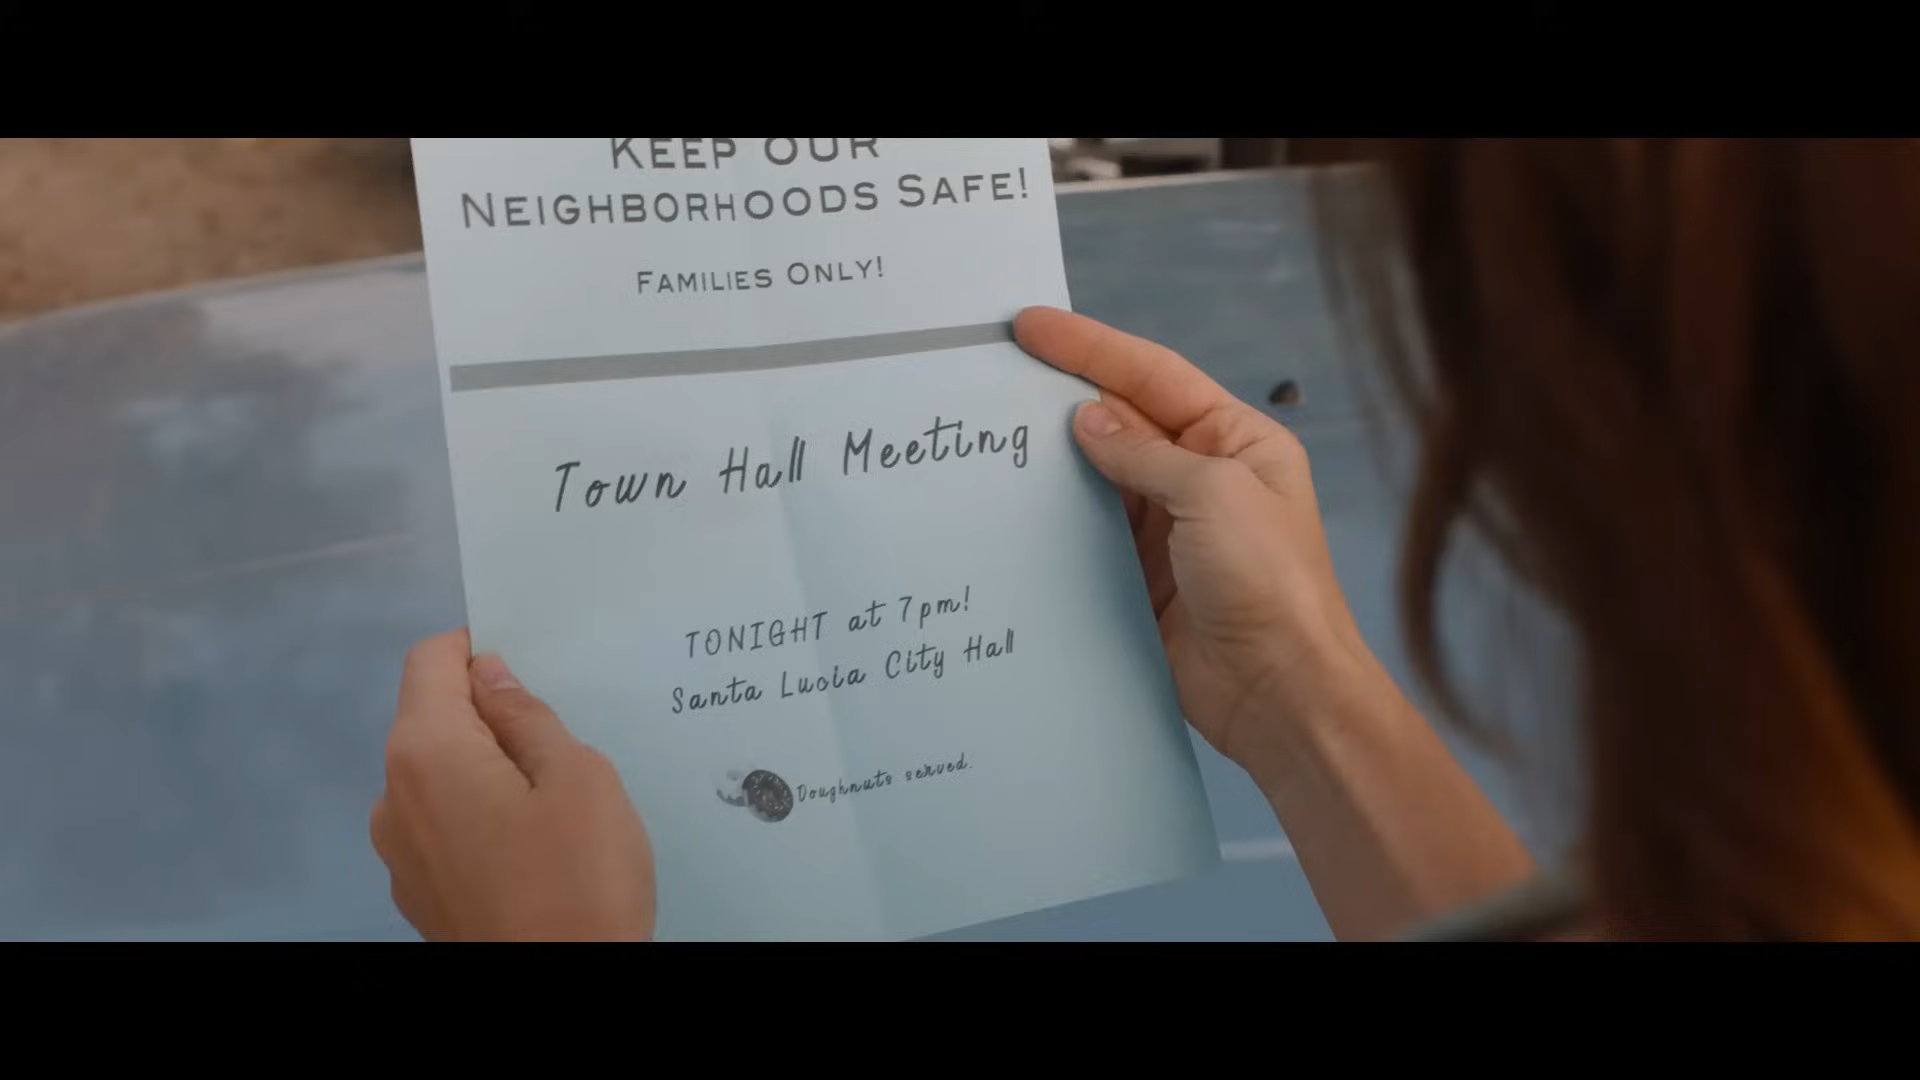 KEEP OUR
NEIGHBORHOODS SAFE!
FAMILIES ONLY!
Town Hall Meeting
TONIGHT at 7pm!
Santa Lucia City Hall
Doughnuts served.